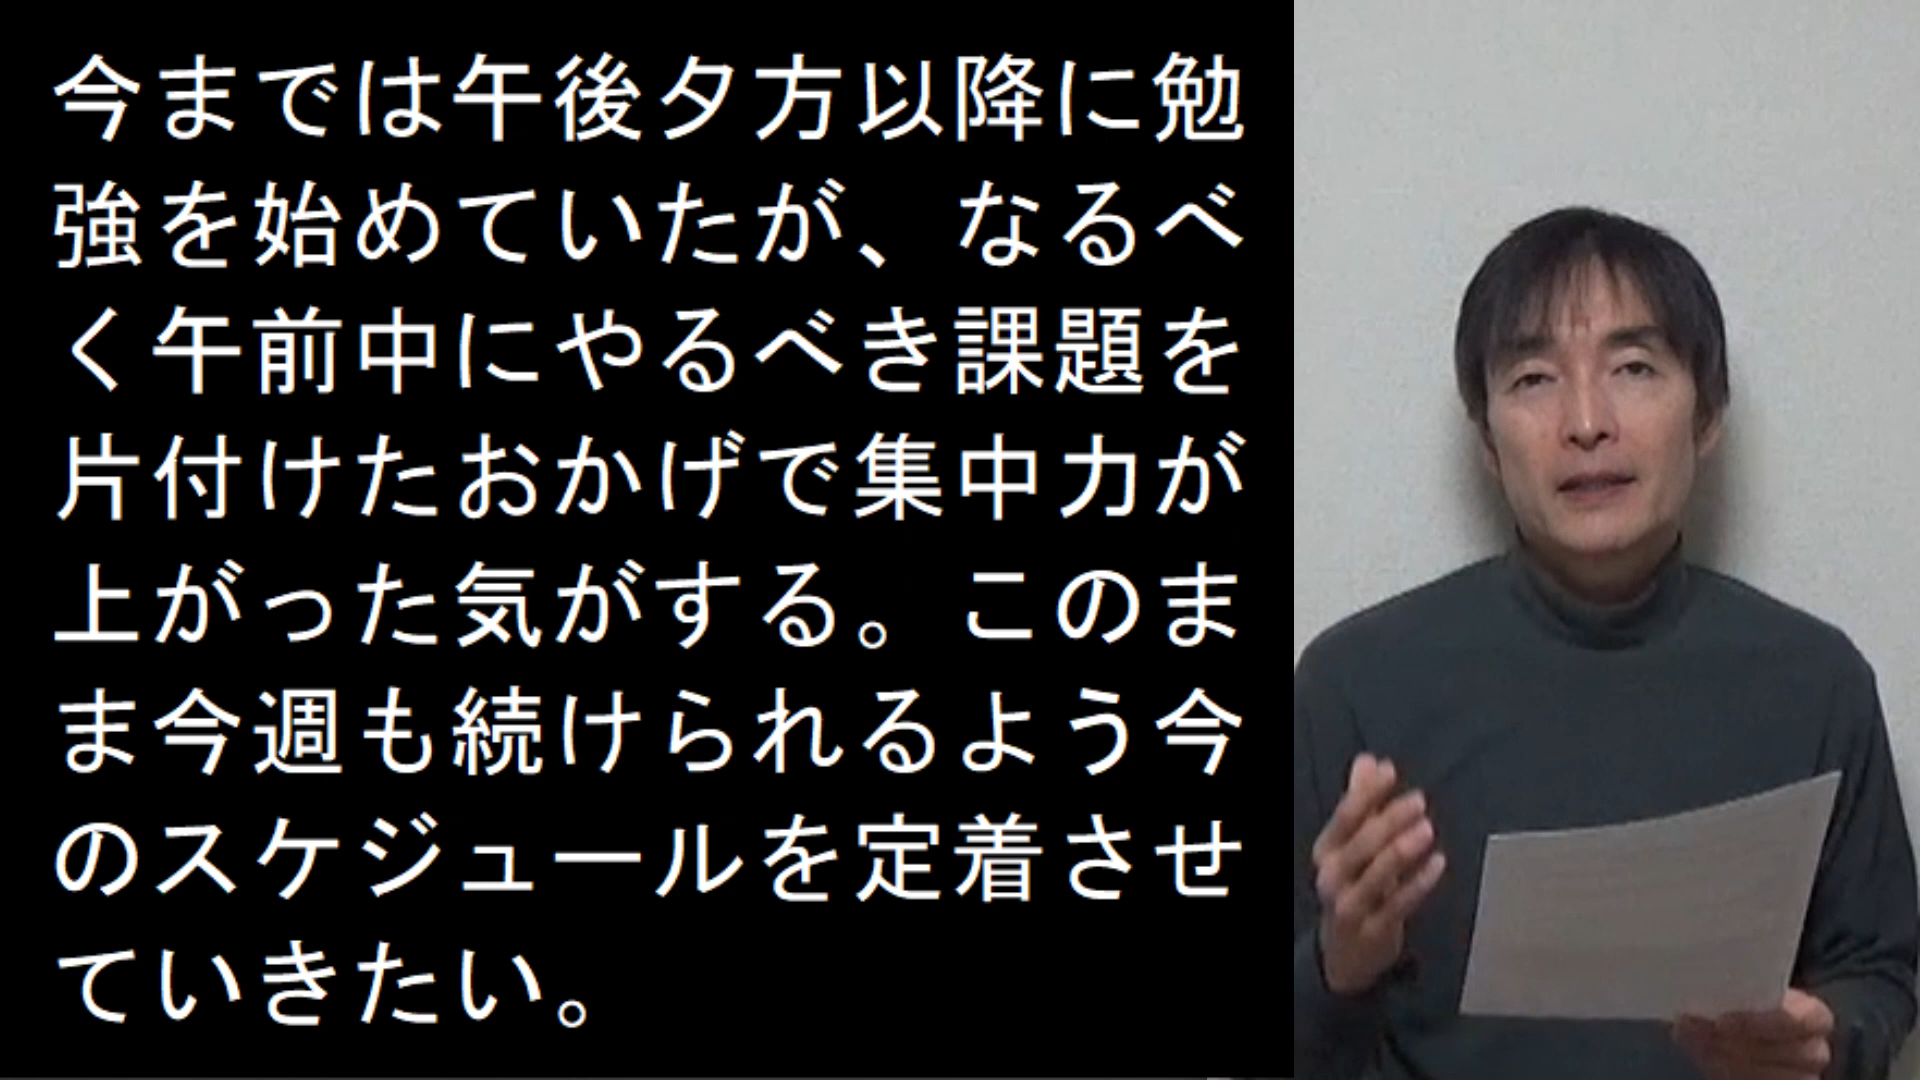 今までは午後夕方以降に勉
強を始めていたが、なるべ
く午前中にやるべき課題を
片付けたおかげで集中力が
上がった気がする。このま
ま今週も続けられるよう今
のスケジュールを定着させ
ていきたい。